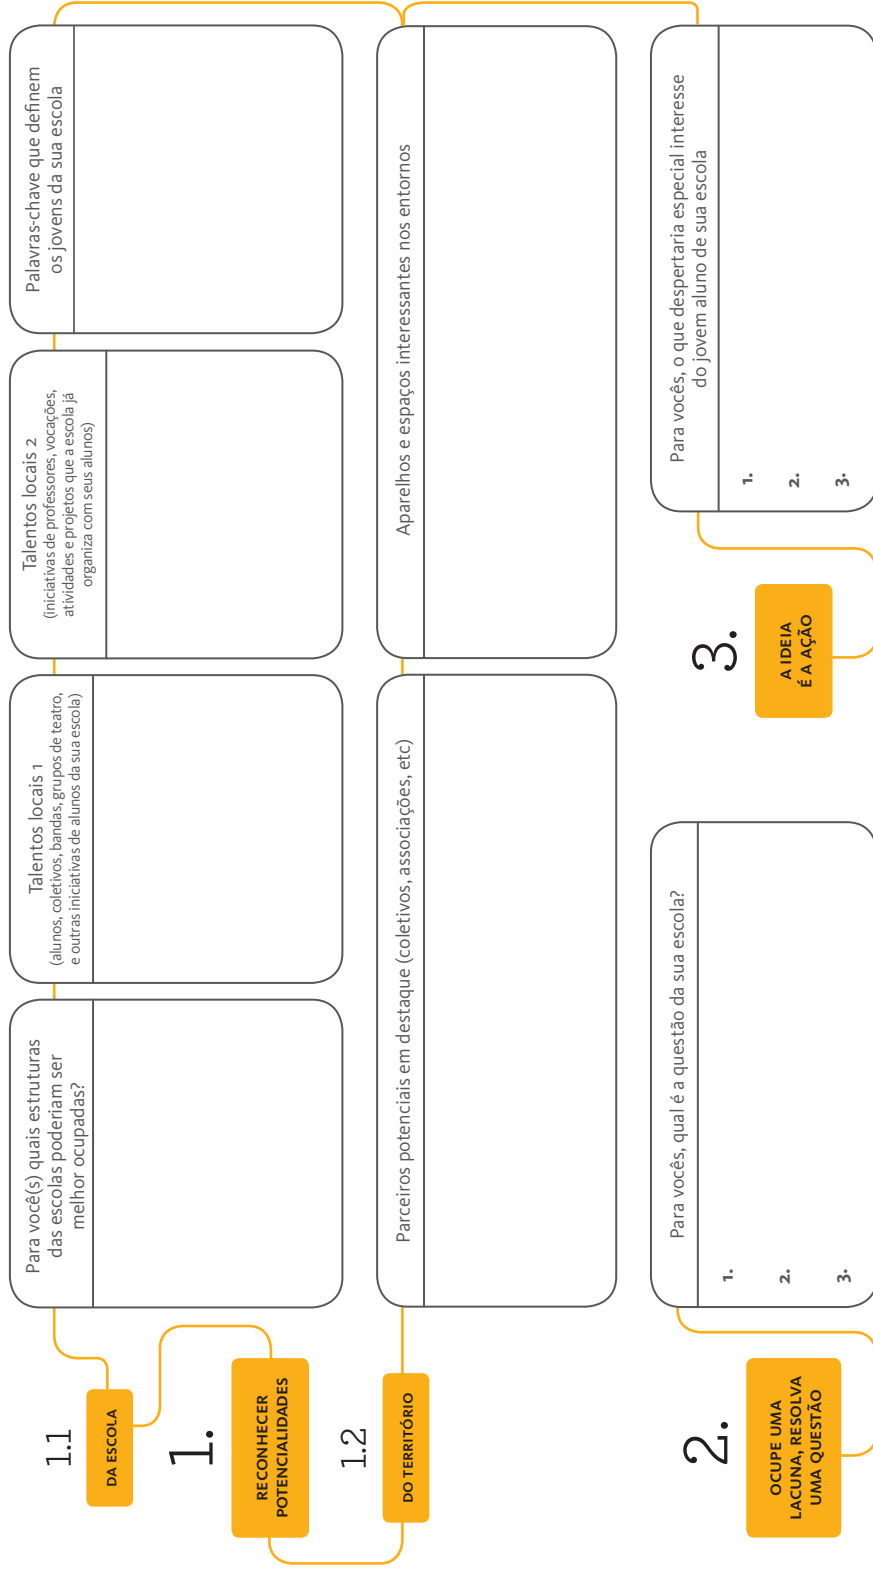 1.1
DA ESCOLA
Para você(s) quais estruturas
das escolas poderiam ser
melhor ocupadas?
Talentos locais 1
(alunos, coletivos, bandas, grupos de teatro,
e outras iniciativas de alunos da sua escola)
Talentos locais 2
(iniciativas de professores, vocações,
atividades e projetos que a escola já
organiza com seus alunos)
Palavras-chave que definem
os jovens da sua escola
1.
RECONHECER
POTENCIALIDADES
1.2
DO TERRITÓRIO
Parceiros potenciais em destaque (coletivos, associações, etc)
Aparelhos e espaços interessantes nos entornos
2.
OCUPE UMA
LACUNA, RESOLVA
UMA QUESTÃO
Para vocês, qual é a questão da sua escola?
1.
2.
3.
3.
A IDEIA
É A AÇÃO
Para vocês, o que despertaria especial interesse
do jovem aluno de sua escola
1.
2.
3.